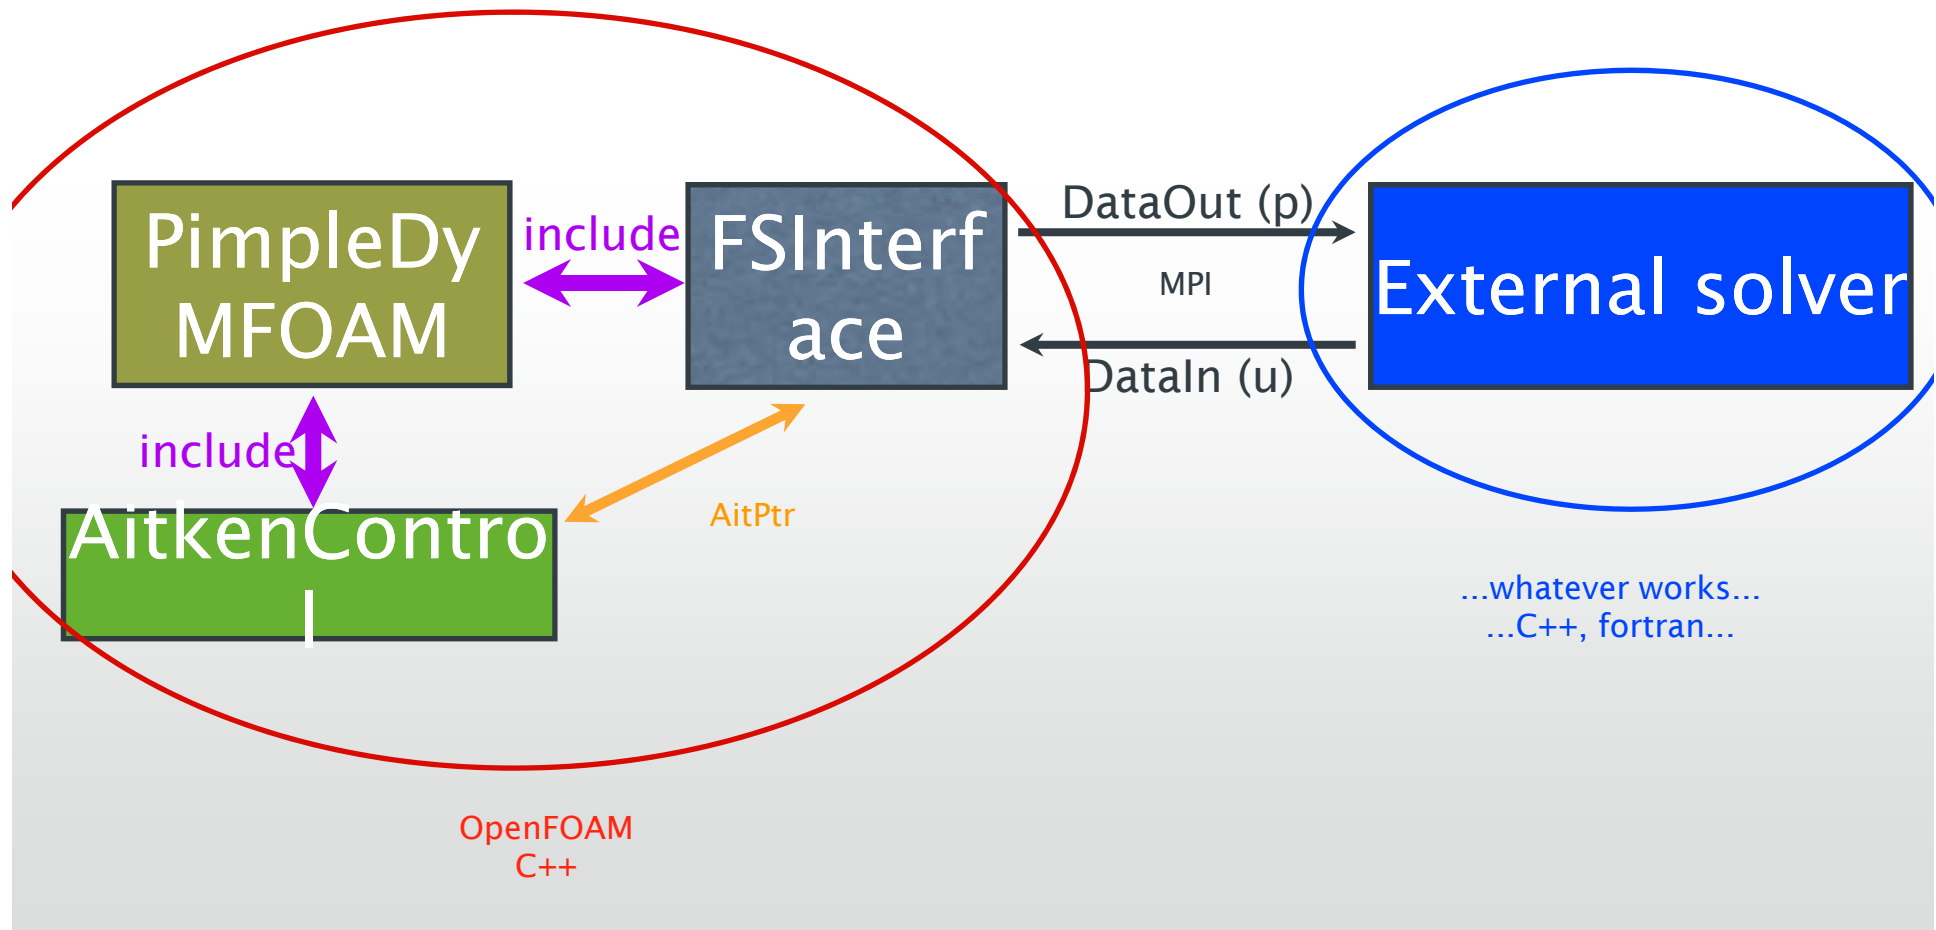 PimpleDy
MFOAM
include
FSInterf
ace
DataOut (p)
MPI
DataIn (u)
External solver
include
AitkenContro
l
AitPtr
...whatever works...
...C++, fortran...
OpenFOAM
C++